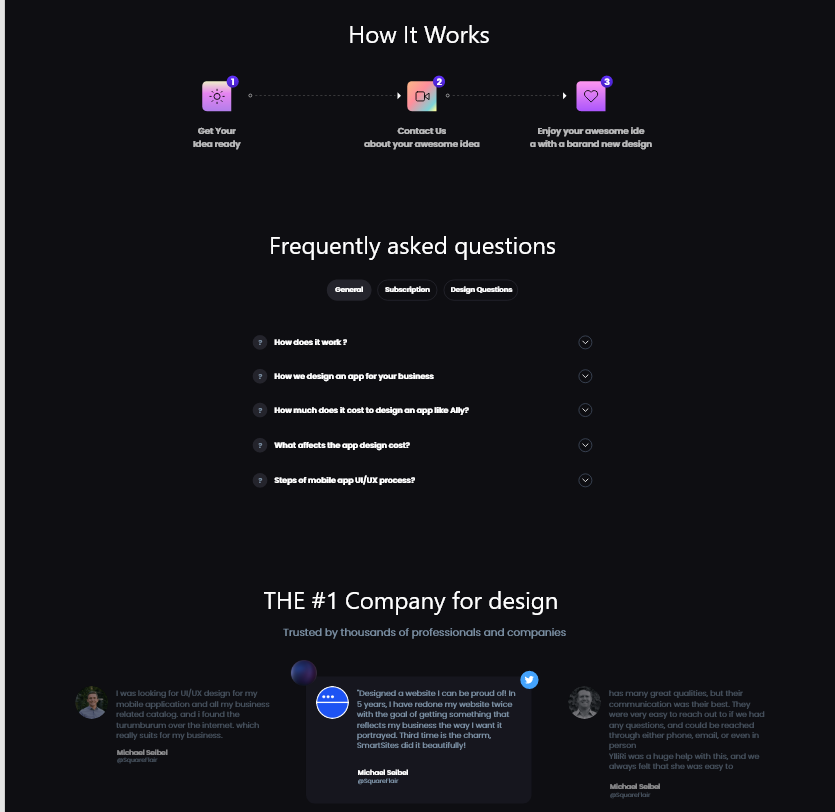 How It Works
1
2
3
Get Your
Idea ready
Contact Us
about your awesome idea
Enjoy your awesome ide
a with a barand new design
Frequently asked questions
General
Subscription
Design Questions
? How does it work ?
? How we design an app for your business
? How much does it cost to design an app like Ally?
? What affects the app design cost?
? Steps of mobile app UI/UX process?
THE #1 Company for design
Trusted by thousands of professionals and companies
I was looking for UI/UX design for my
mobile application and all my business
related catalog. and i found the
turumburum over the internet. which
really suits for my business.
Michael Seibel
@Squareflair
"Designed a website I can be proud of! In
5 years, I have redone my website twice
with the goal of getting something that
reflects my business the way I want it
portrayed. Third time is the charm,
SmartSites did it beautifully!
Michael Seibel
@Squareflair
has many great qualities, but their
communication was their best. They
were very easy to reach out to if we had
any questions, and could be reached
through either phone, email, or even in
person
YlliRi was a huge help with this, and we
always felt that she was easy to
Michael Seibel
@Squareflair